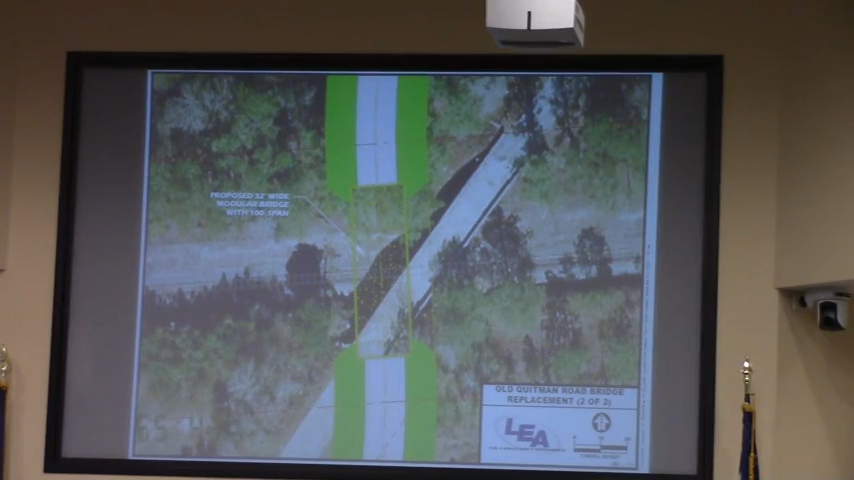 PROPOSED 32' WIDE
MODULAR BRIDGE
WITH 100' SPAN
OLD QUITMAN ROAD BRIDGE
REPLACEMENT (2 OF 2)
LEA